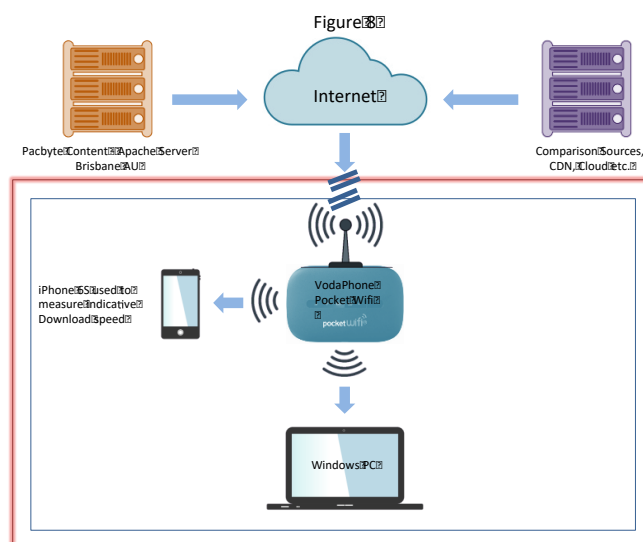 Figure 8
Internet
Pacbyte Content Apache Server
Brisbane AU
Comparison Sources,
CDN, Cloud etc.
iPhone 6S used to
measure indicative
Download speed
VodaPhone
Pocket Wifi
pocket wifi
Windows PC